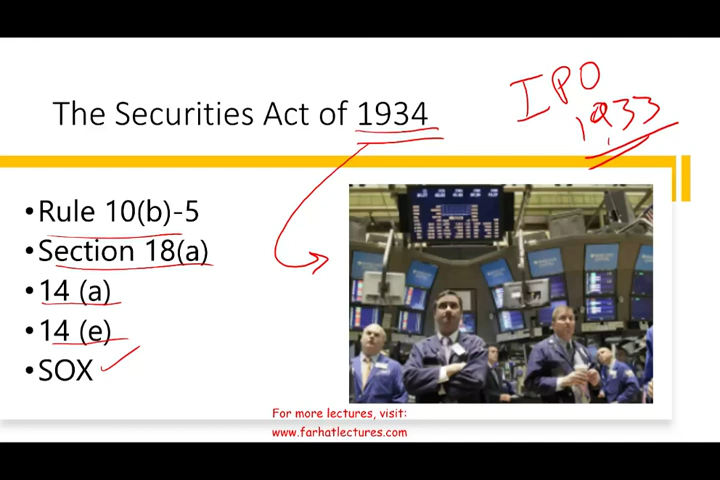 The Securities Act of 1934
IPO
1933
•Rule 10(b)-5
•Section 18(a)
•14 (a)
•14 (e)
•SOX
For more lectures, visit:
www.farhatlectures.com